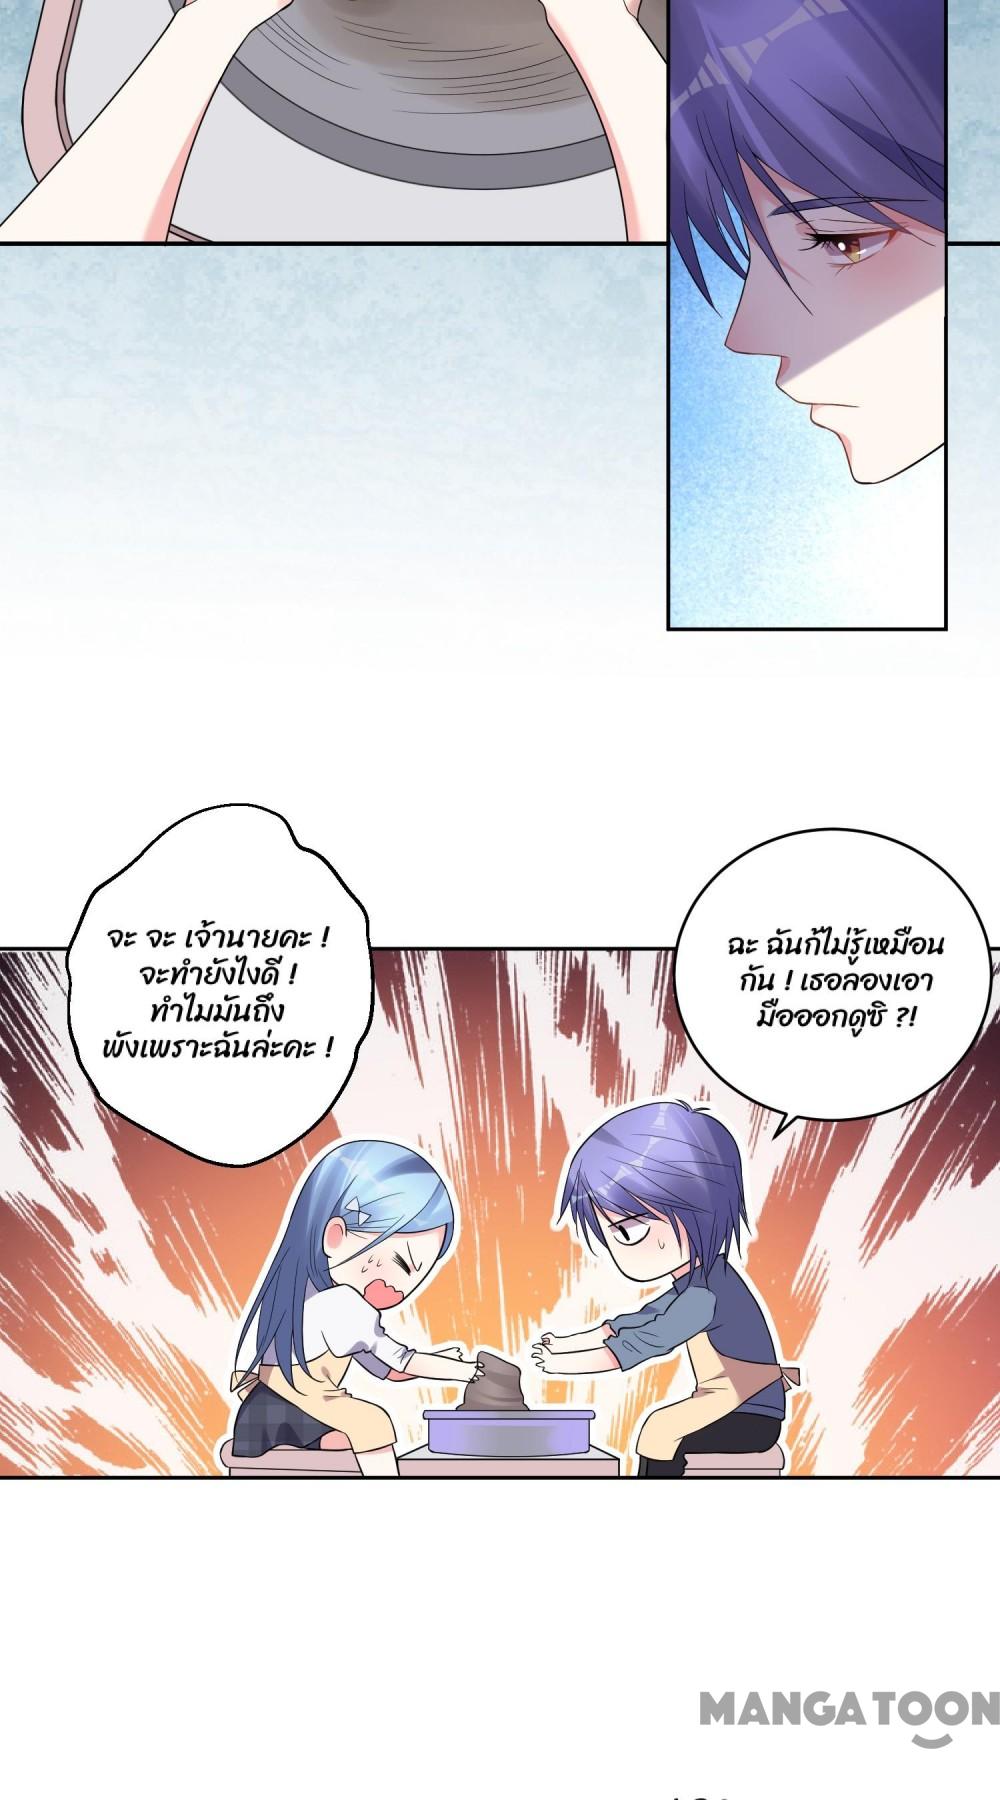 จะ จะ เจ้านายคะ !
จะทำยังไงดี !
ทำไมมันถึง
พังเพราะฉันล่ะคะ !
ฉะ ฉันก็ไม่รู้เหมือน
กัน ! เธอลองเอา
มือออกดูซิ ?!
MANGATOON